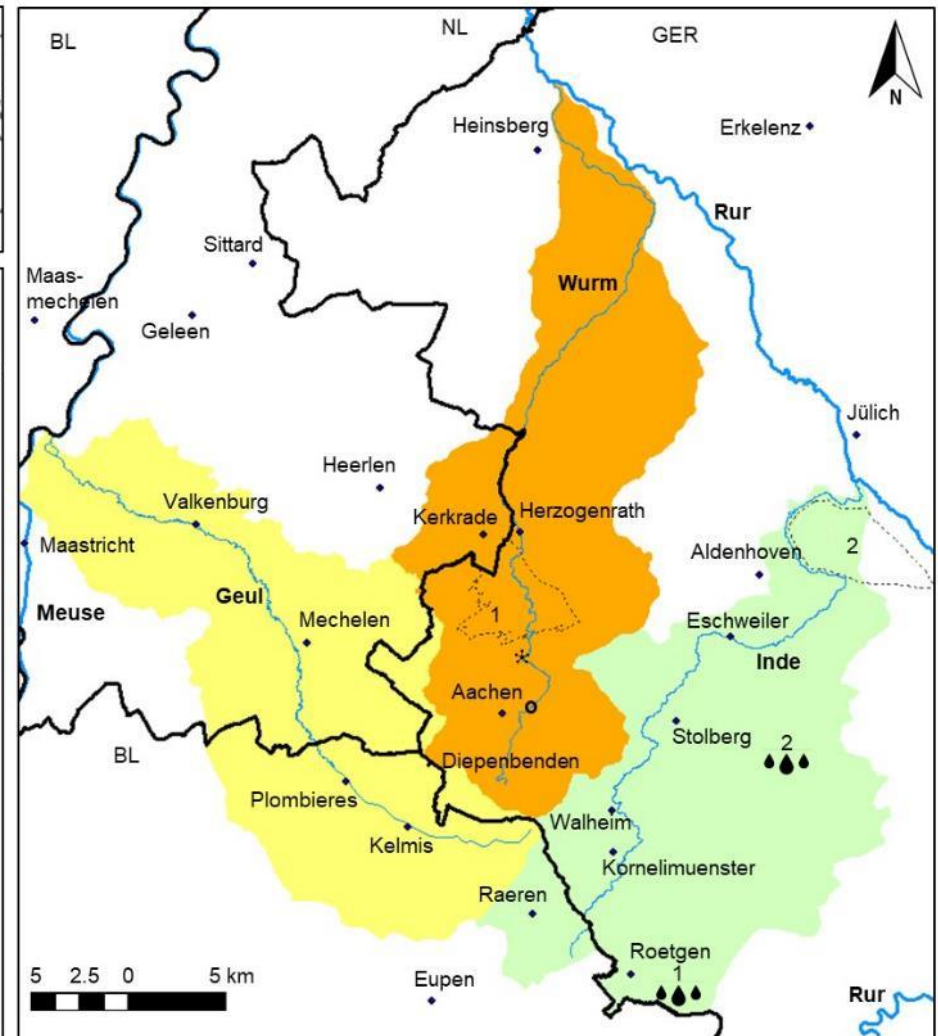 BL
NL
GER
N
Heinsberg
Erkelenz
Rur
Sittard
Wurm
Maas-
mechelen
Geleen
Jülich
Heerlen
Valkenburg
Kerkrade
Herzogenrath
Maastricht
Aldenhoven
2
Meuse
Geul
1
Eschweiler
Mechelen
Inde
Aachen
Stolberg
2
BL
Diepenbenden
Plombieres
Walheim
Kelmis
Kornelimuenster
Raeren
Roetgen
1
5 2.5 0 5 km
Eupen
Rur